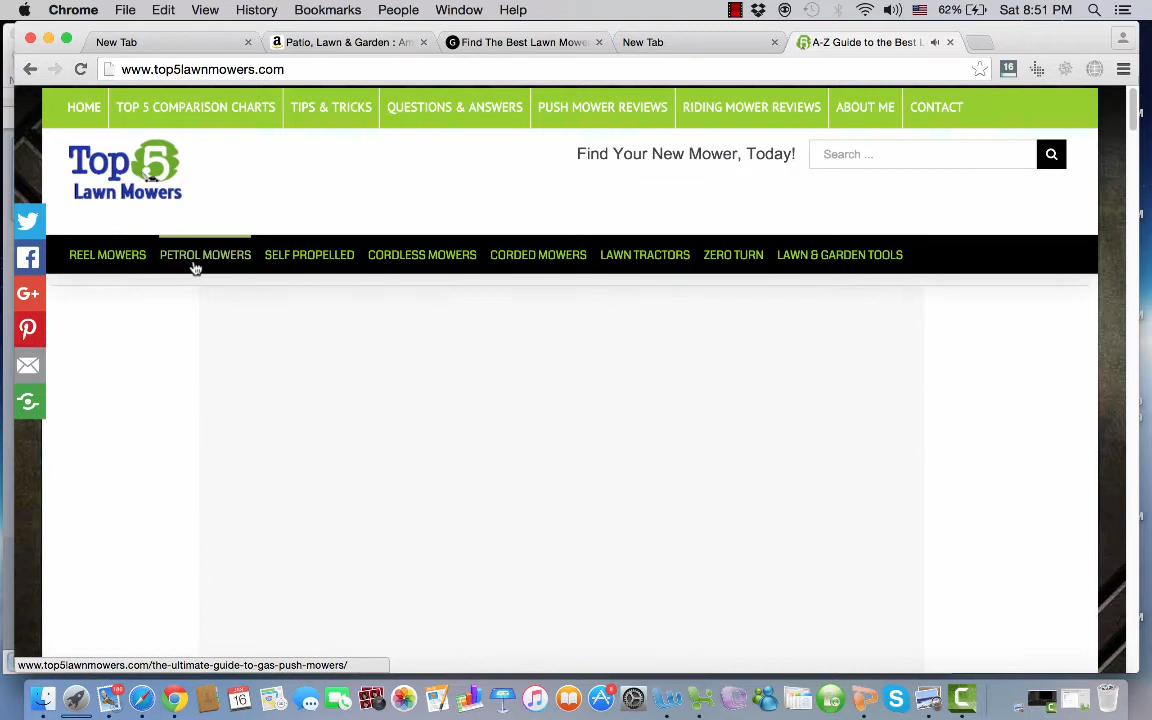 Chrome File Edit View History Bookmarks People Window Help 62% Sat 8:51 PM
New Tab Patio, Lawn & Garden : Am Find The Best Lawn Mowe New Tab A-Z Guide to the Best L
www.top5lawnmowers.com 16
HOME TOP 5 COMPARISON CHARTS TIPS & TRICKS QUESTIONS & ANSWERS PUSH MOWER REVIEWS RIDING MOWER REVIEWS ABOUT ME CONTACT
Top 5
Lawn Mowers
Find Your New Mower, Today! Search ...
REEL MOWERS PETROL MOWERS SELF PROPELLED CORDLESS MOWERS CORDED MOWERS LAWN TRACTORS ZERO TURN LAWN & GARDEN TOOLS
www.top5lawnmowers.com/the-ultimate-guide-to-gas-push-mowers/
JAN
16